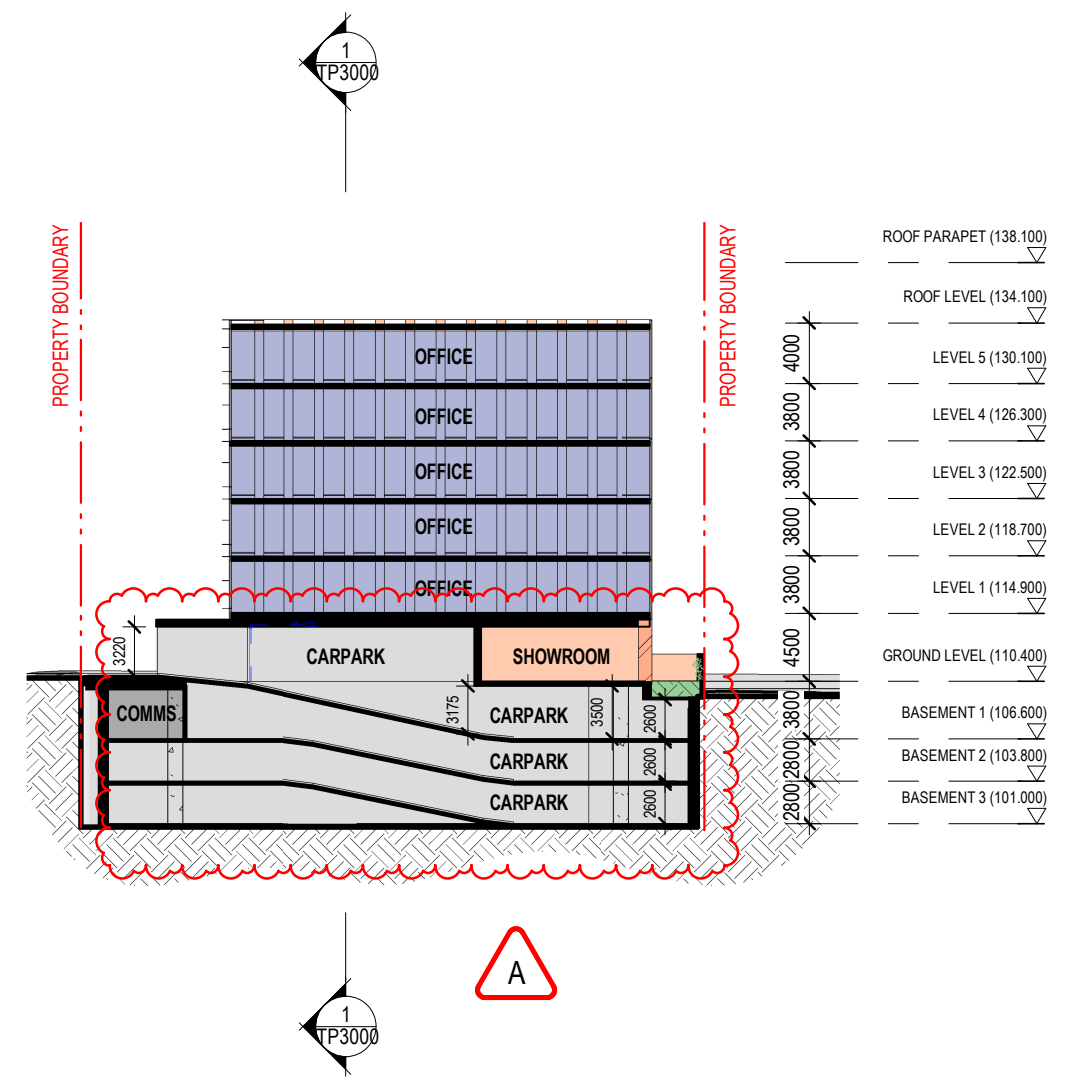 1
TP3000
PROPERTY BOUNDARY
PROPERTY BOUNDARY
ROOF PARAPET (138.100)
ROOF LEVEL (134.100)
4000
OFFICE
LEVEL 5 (130.100)
3800
OFFICE
LEVEL 4 (126.300)
3800
OFFICE
LEVEL 3 (122.500)
3800
OFFICE
LEVEL 2 (118.700)
3800
OFFICE
LEVEL 1 (114.900)
4500
3220
CARPARK
SHOWROOM
GROUND LEVEL (110.400)
3800
COMMS
3175
CARPARK
3500
2600
BASEMENT 1 (106.600)
2800
CARPARK
2600
BASEMENT 2 (103.800)
2800
CARPARK
2600
BASEMENT 3 (101.000)
A
1
TP3000